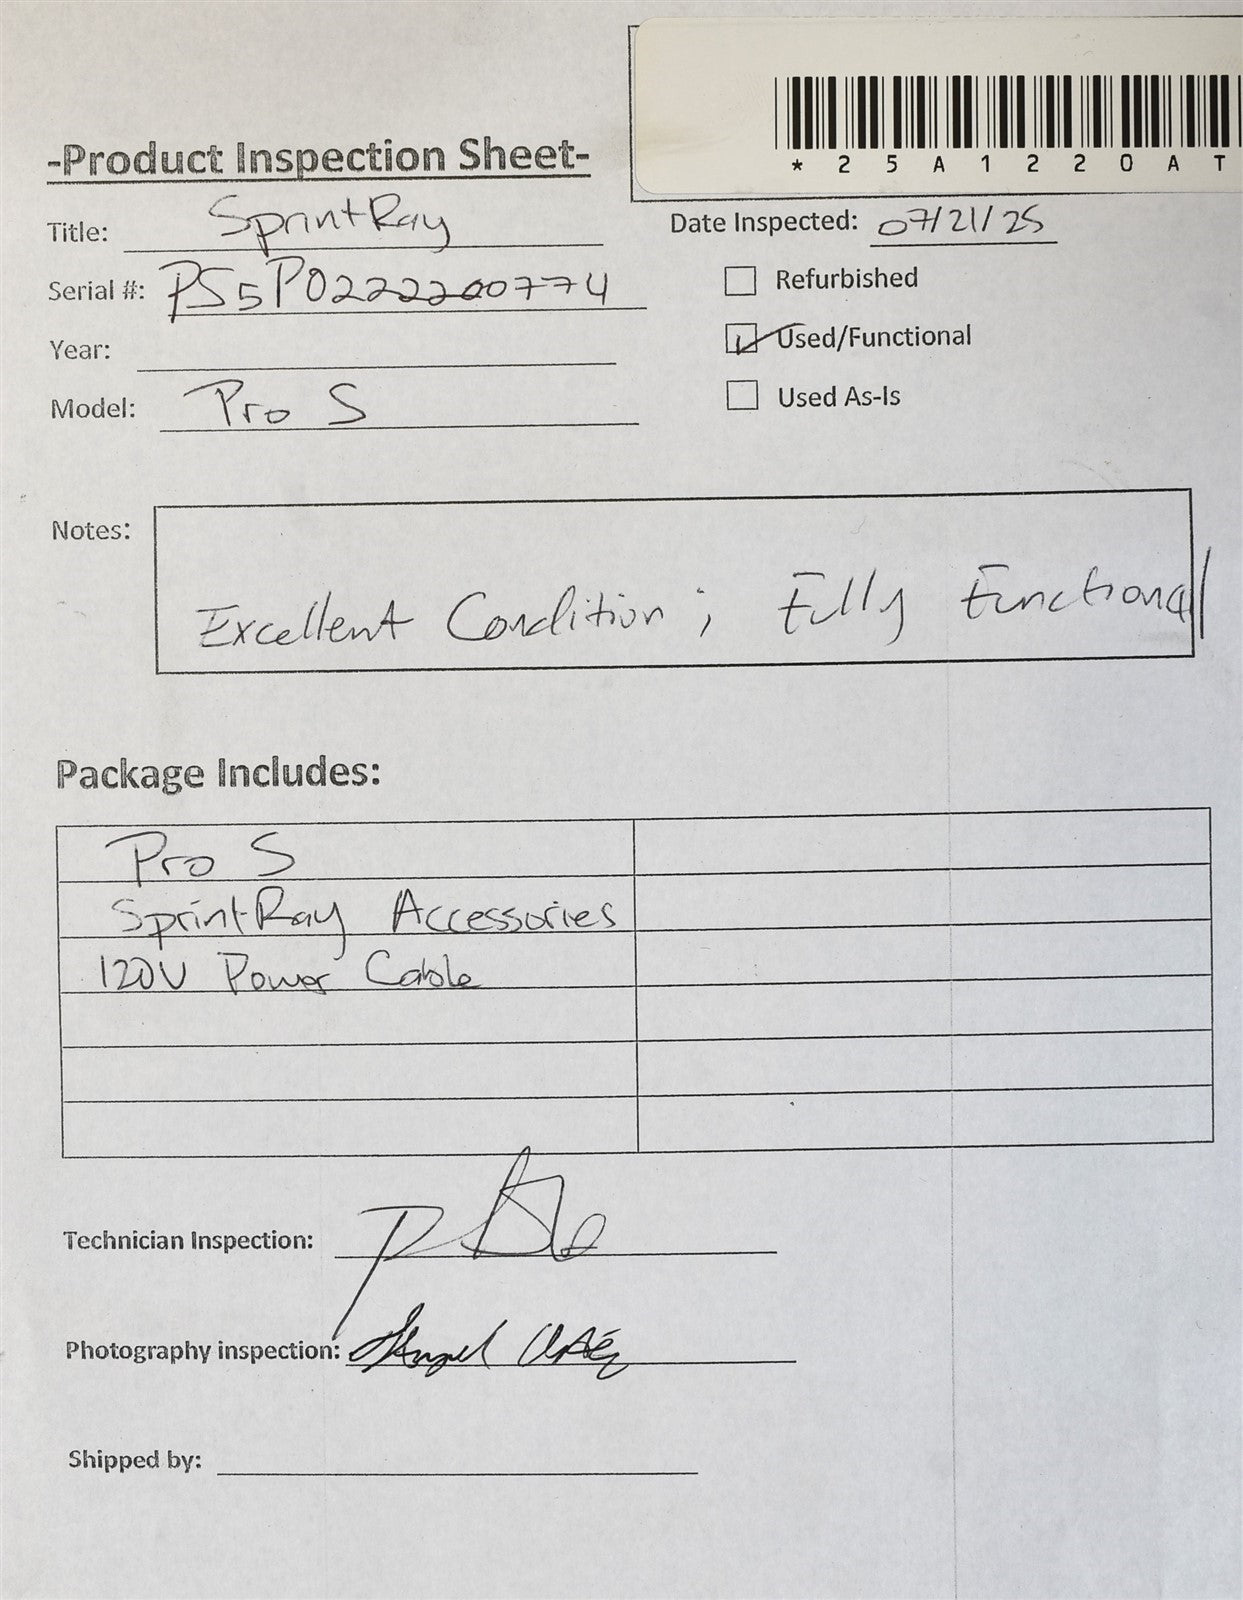 *25A1220AT
-Product Inspection Sheet-
Title: SprintRay
Date Inspected: 07/21/25
Serial #: PS5P0222200774
Refurbished
Year:
Used/Functional
Model: Pro S
Used As-Is
Notes:
Excellent Condition; Fully Functional
Package Includes:
Pro S
SprintRay Accessories
120V Power Cable
Technician Inspection:
Photography inspection:
Shipped by: